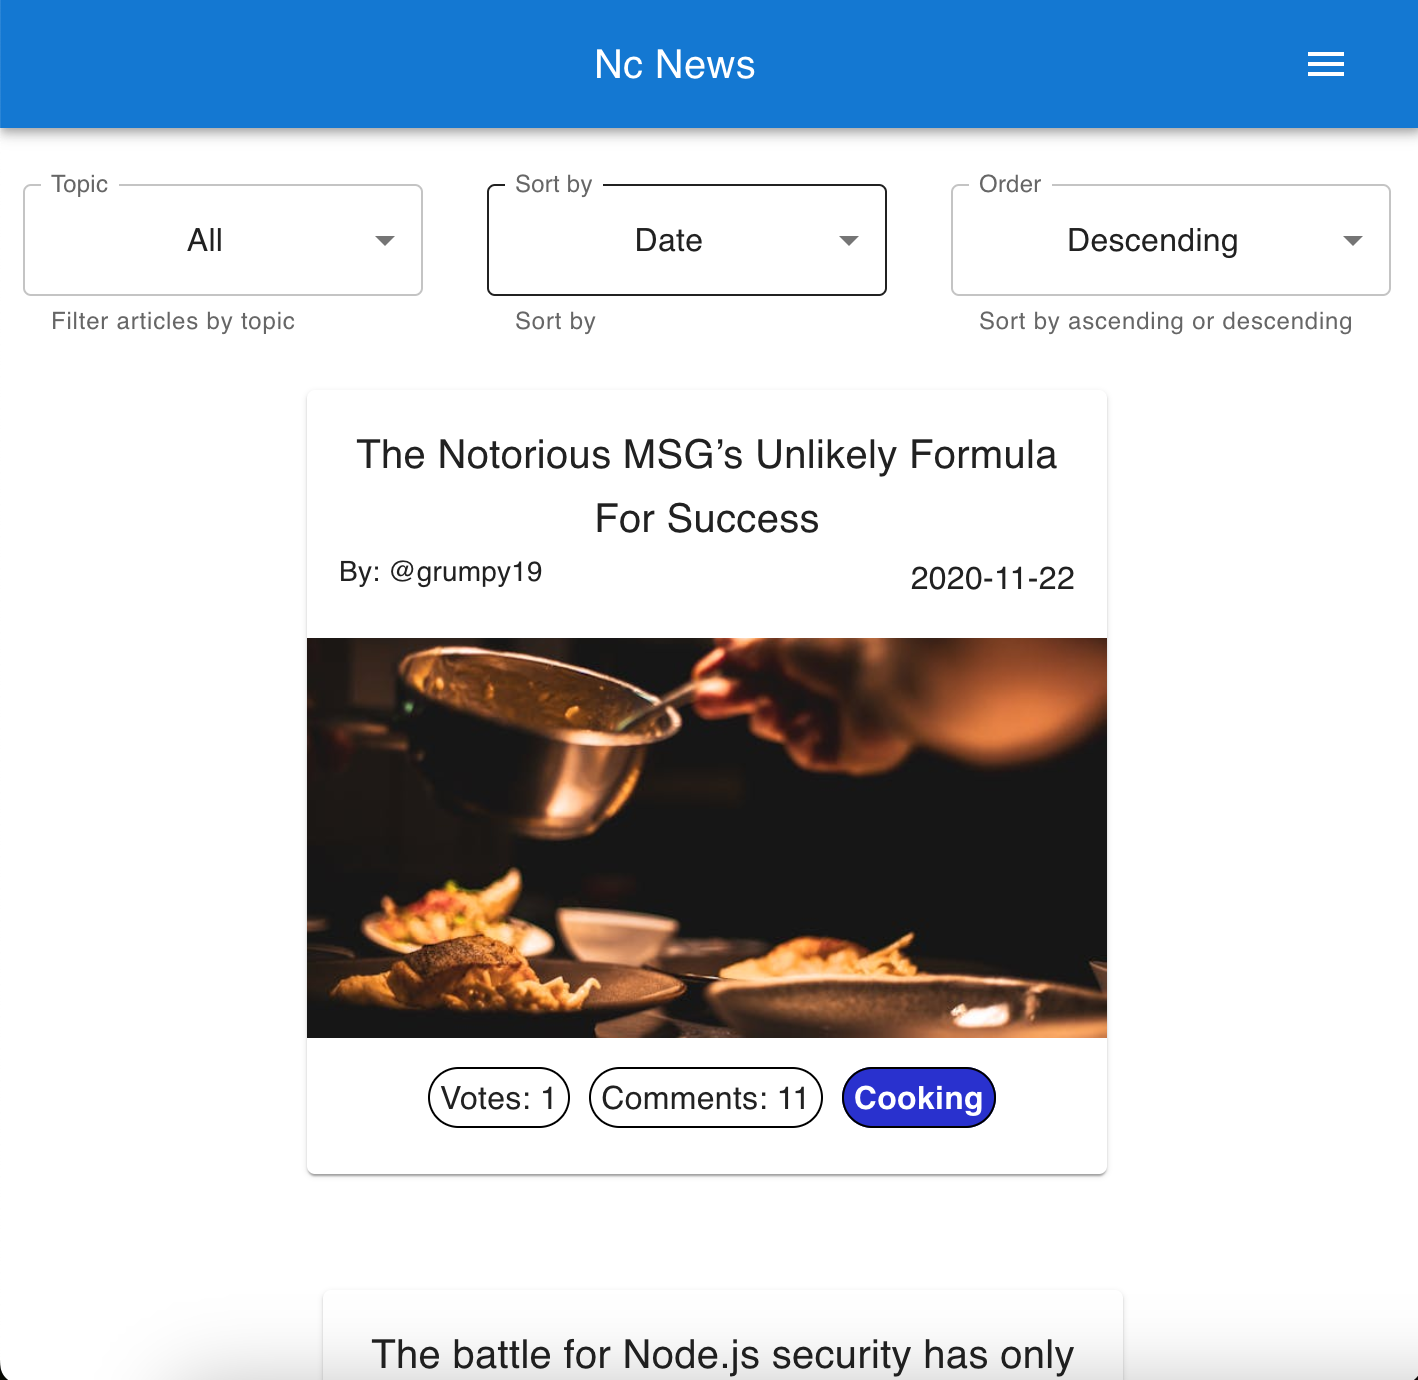 Nc News
Topic
All
Filter articles by topic
Sort by
Date
Sort by
Order
Descending
Sort by ascending or descending
The Notorious MSG’s Unlikely Formula
For Success
By: @grumpy19
2020-11-22
Votes: 1
Comments: 11
Cooking
The battle for Node.js security has only